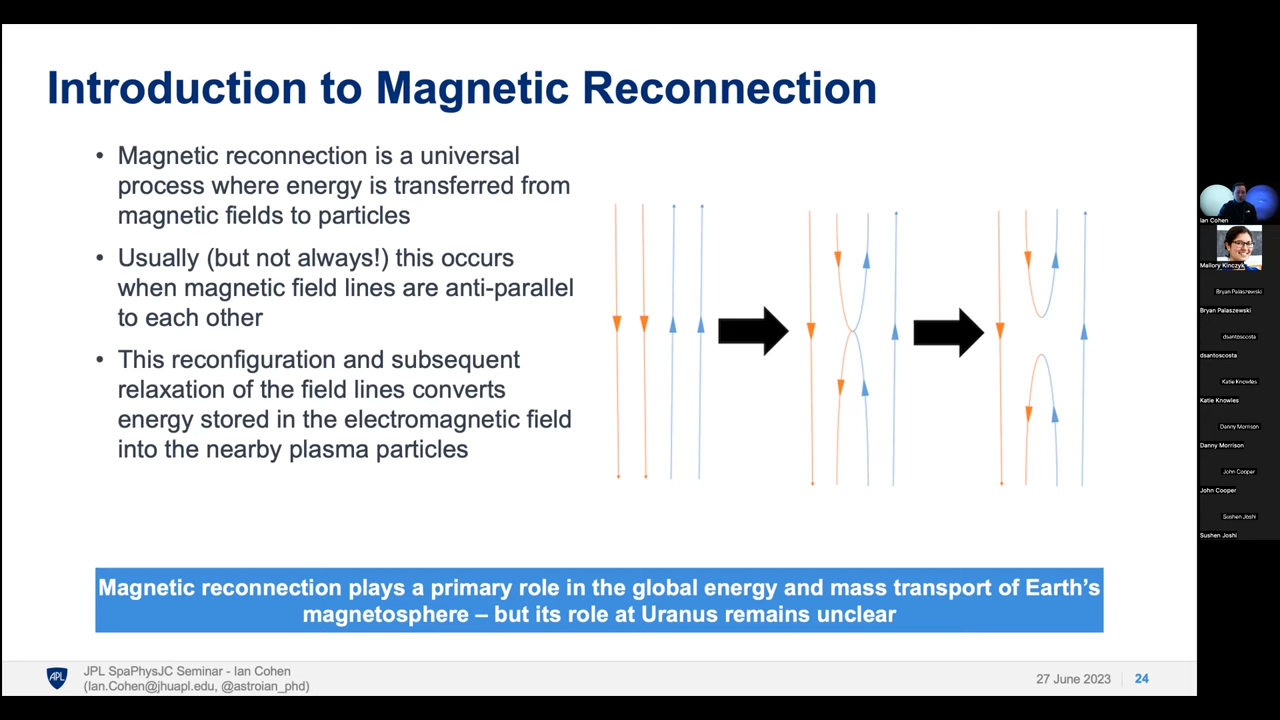 Introduction to Magnetic Reconnection
• Magnetic reconnection is a universal
process where energy is transferred from
magnetic fields to particles
• Usually (but not always!) this occurs
when magnetic field lines are anti-parallel
to each other
• This reconfiguration and subsequent
relaxation of the field lines converts
energy stored in the electromagnetic field
into the nearby plasma particles
Magnetic reconnection plays a primary role in the global energy and mass transport of Earth's
magnetosphere – but its role at Uranus remains unclear
APL
JPL SpaPhysJC Seminar - Ian Cohen
(Ian.Cohen@jhuapl.edu, @astroian_phd)
27 June 2023
24
Ian Cohen
Mallory Kinczyk
Bryan Palaszewski
Bryan Palaszewski
dsantoscosta
dsantoscosta
Katie Knowles
Katie Knowles
Danny Morrison
Danny Morrison
John Cooper
John Cooper
Sushen Joshi
Sushen Joshi